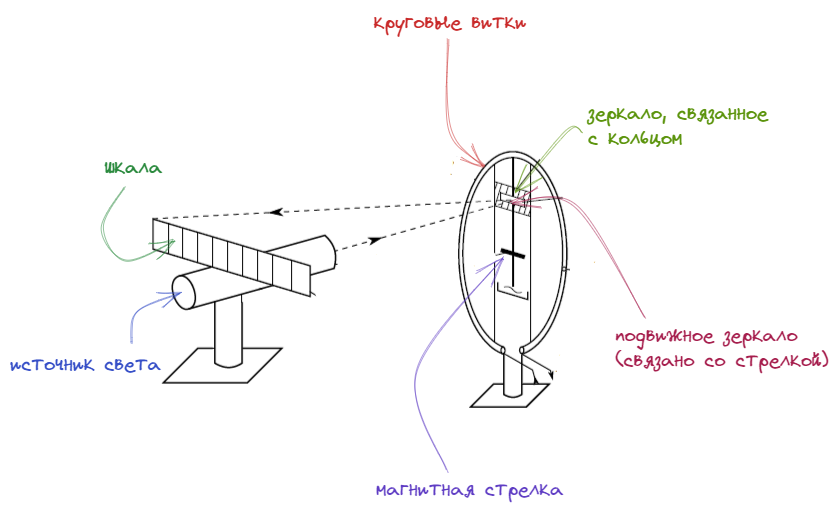 круговые витки
зеркало, связанное
с кольцом
шкала
подвижное зеркало
(связано со стрелкой)
источник света
магнитная стрелка